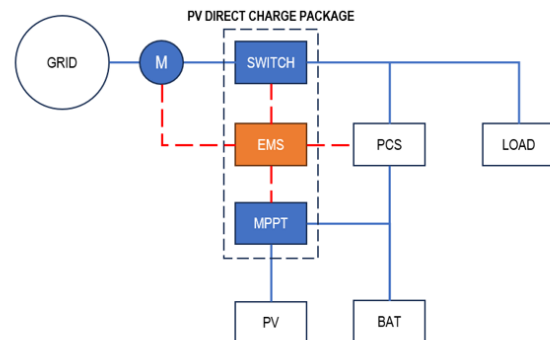 PV DIRECT CHARGE PACKAGE
GRID
M
SWITCH
EMS
PCS
LOAD
MPPT
PV
BAT